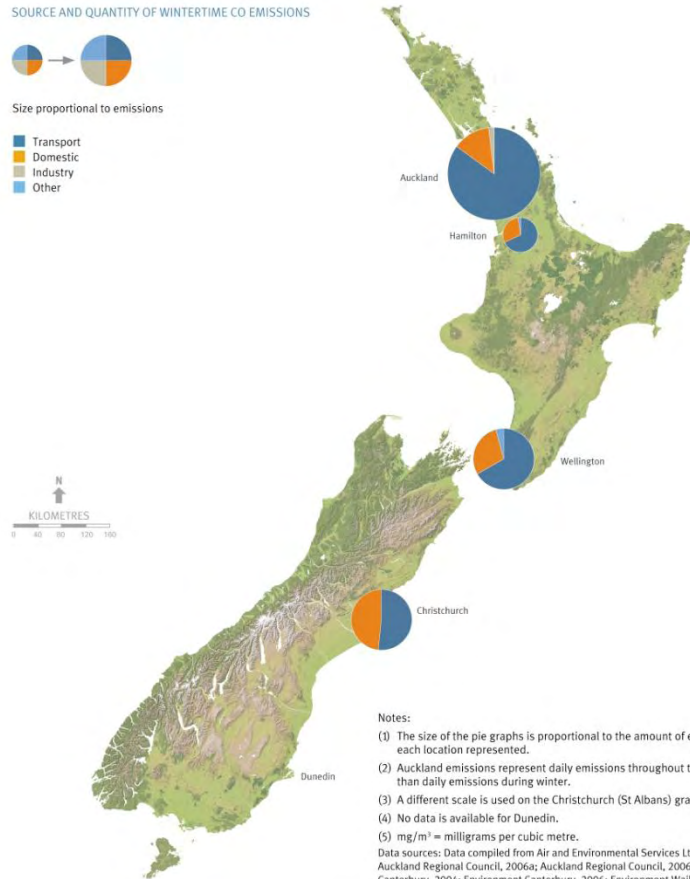 SOURCE AND QUANTITY OF WINTERTIME CO EMISSIONS
Size proportional to emissions
Transport
Domestic
Industry
Other
Auckland
Hamilton
Wellington
N
KILOMETRES
0 40 80 120 160
Christchurch
Dunedin
Notes:
(1) The size of the pie graphs is proportional to the amount of
each location represented.
(2) Auckland emissions represent daily emissions throughout
than daily emissions during winter.
(3) A different scale is used on the Christchurch (St Albans)
(4) No data is available for Dunedin.
(5) mg/m³ = milligrams per cubic metre.
Data sources: Data compiled from Air and Environmental Services
Auckland Regional Council, 2006a; Auckland Regional Council,